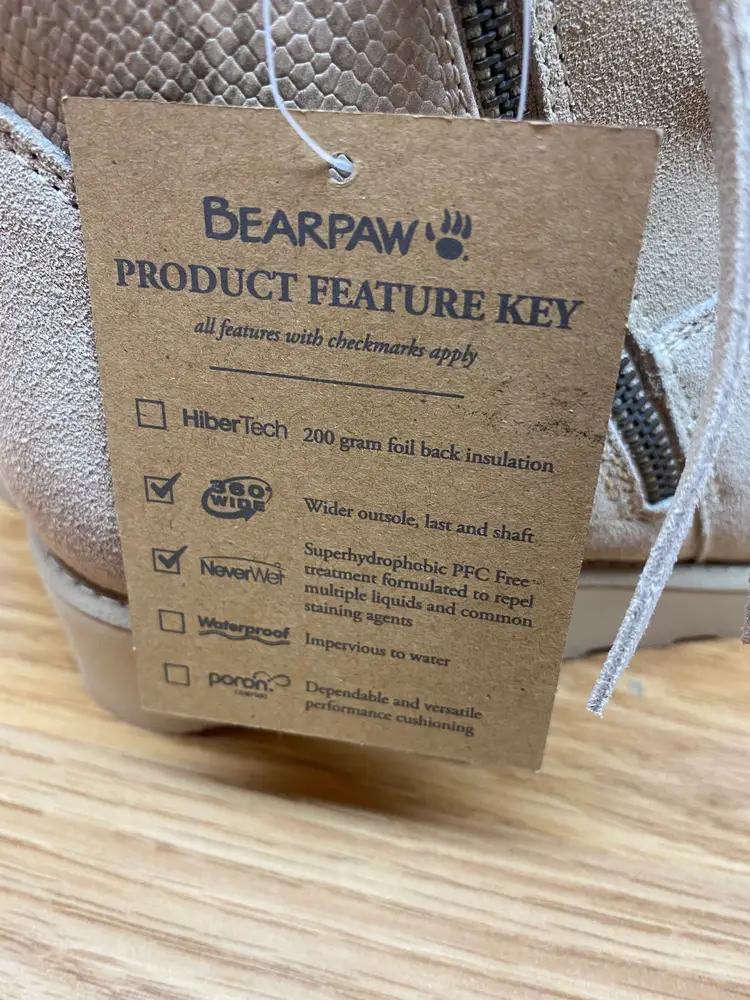 BEARPAW
PRODUCT FEATURE KEY
all features with checkmarks apply
HiberTech 200 gram foil back insulation
360° WIDE Wider outsole, last and shaft
NeverWet Superhydrophobic PFC Free
treatment formulated to repel
multiple liquids and common
staining agents
Waterproof Impervious to water
poron. Dependable and versatile
performance cushioning